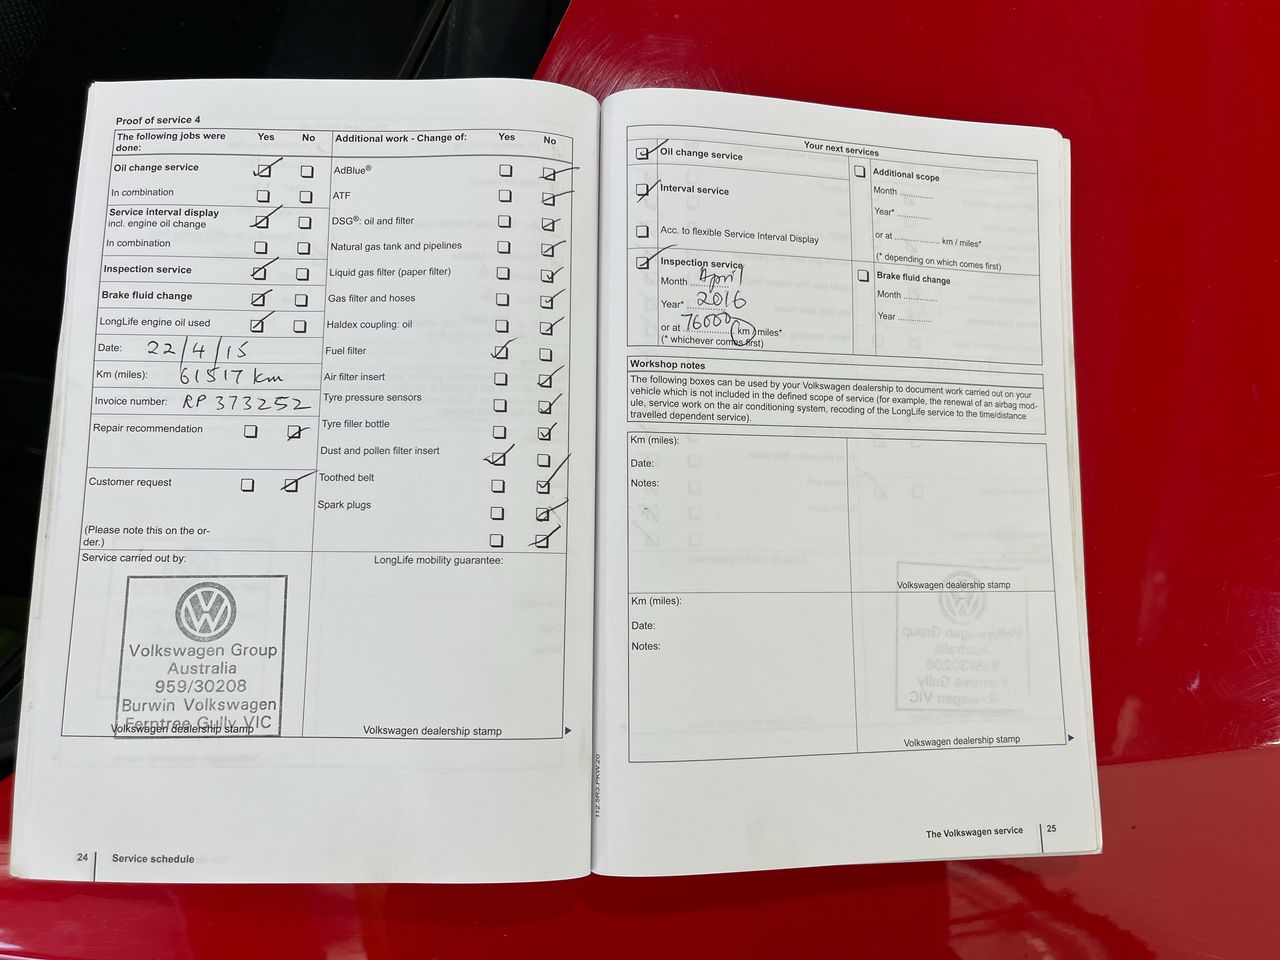 Proof of service 4
The following jobs were
done:
Yes
No
Oil change service
In combination
Service interval display
incl. engine oil change
In combination
Inspection service
Brake fluid change
LongLife engine oil used
Date: 22/4/15
Km (miles): 61517 km
Invoice number: RP 373252
Repair recommendation
Customer request
(Please note this on the or-
der.)
Additional work - Change of:
Yes
No
AdBlue®
ATF
DSG®: oil and filter
Natural gas tank and pipelines
Liquid gas filter (paper filter)
Gas filter and hoses
Haldex coupling: oil
Fuel filter
Air filter insert
Tyre pressure sensors
Tyre filler bottle
Dust and pollen filter insert
Toothed belt
Spark plugs
Service carried out by:
Volkswagen Group
Australia
959/30208
Burwin Volkswagen
Ferntree Gully VIC
Volkswagen dealership stamp
LongLife mobility guarantee:
Volkswagen dealership stamp
24
Service schedule
112.5R3.PKW.20
Your next services
Oil change service
Interval service
Acc. to flexible Service Interval Display
Inspection service
Month April
Year* 2016
or at 76000 km / miles*
(* whichever comes first)
Additional scope
Month ..............
Year* ..............
or at ................... km / miles*
(* depending on which comes first)
Brake fluid change
Month ..............
Year ..............
Workshop notes
The following boxes can be used by your Volkswagen dealership to document work carried out on your
vehicle which is not included in the defined scope of service (for example, the renewal of an airbag mod-
ule, service work on the air conditioning system, recoding of the LongLife service to the time/distance
travelled dependent service).
Km (miles):
Date:
Notes:
Volkswagen dealership stamp
Km (miles):
Date:
Notes:
Volkswagen dealership stamp
The Volkswagen service
25